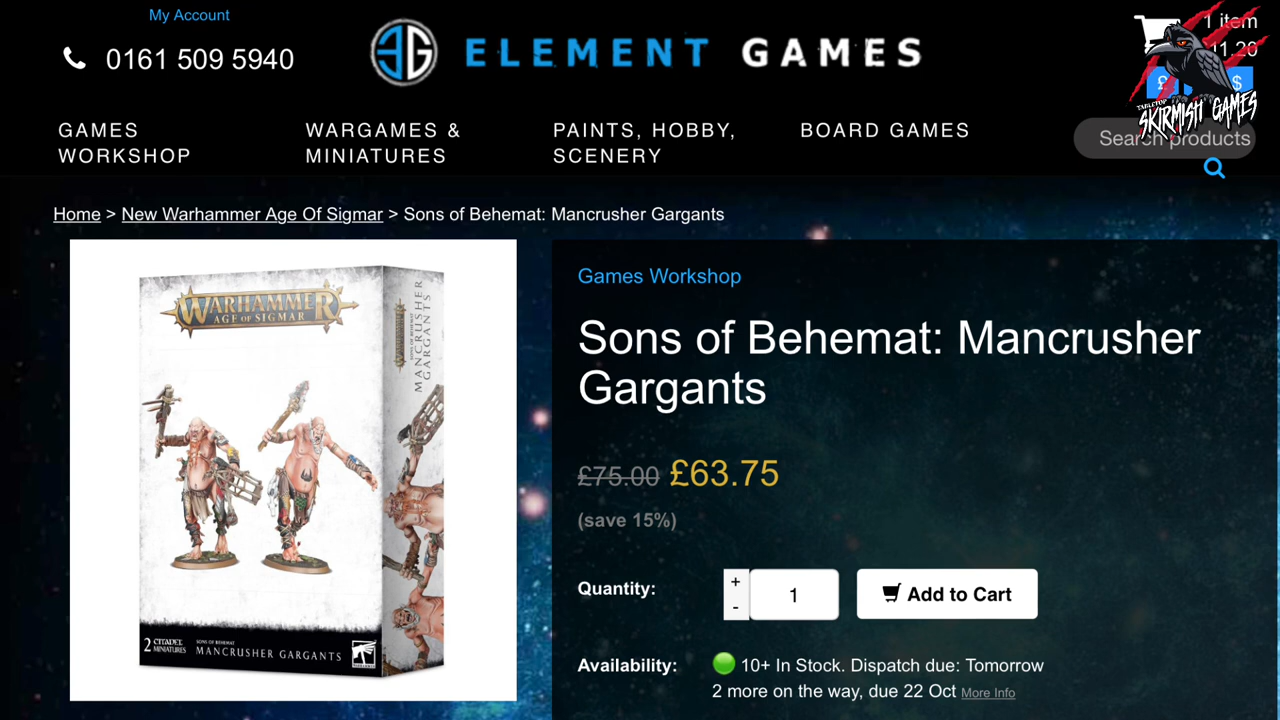 My Account
0161 509 5940
ELEMENT GAMES
1 item
11.20
£
$
TABLETOP
SKIRMISH GAMES
GAMES WORKSHOP
WARGAMES & MINIATURES
PAINTS, HOBBY, SCENERY
BOARD GAMES
Search products
Home > New Warhammer Age Of Sigmar > Sons of Behemat: Mancrusher Gargants
WARHAMMER
AGE OF SIGMAR
MANCRUSHER
GARGANTS
2 CITADEL MINIATURES
SONS OF BEHEMAT
MANCRUSHER GARGANTS
Games Workshop
Sons of Behemat: Mancrusher
Gargants
£75.00 £63.75
(save 15%)
Quantity:
+
-
1
Add to Cart
Availability:
10+ In Stock. Dispatch due: Tomorrow
2 more on the way, due 22 Oct More Info